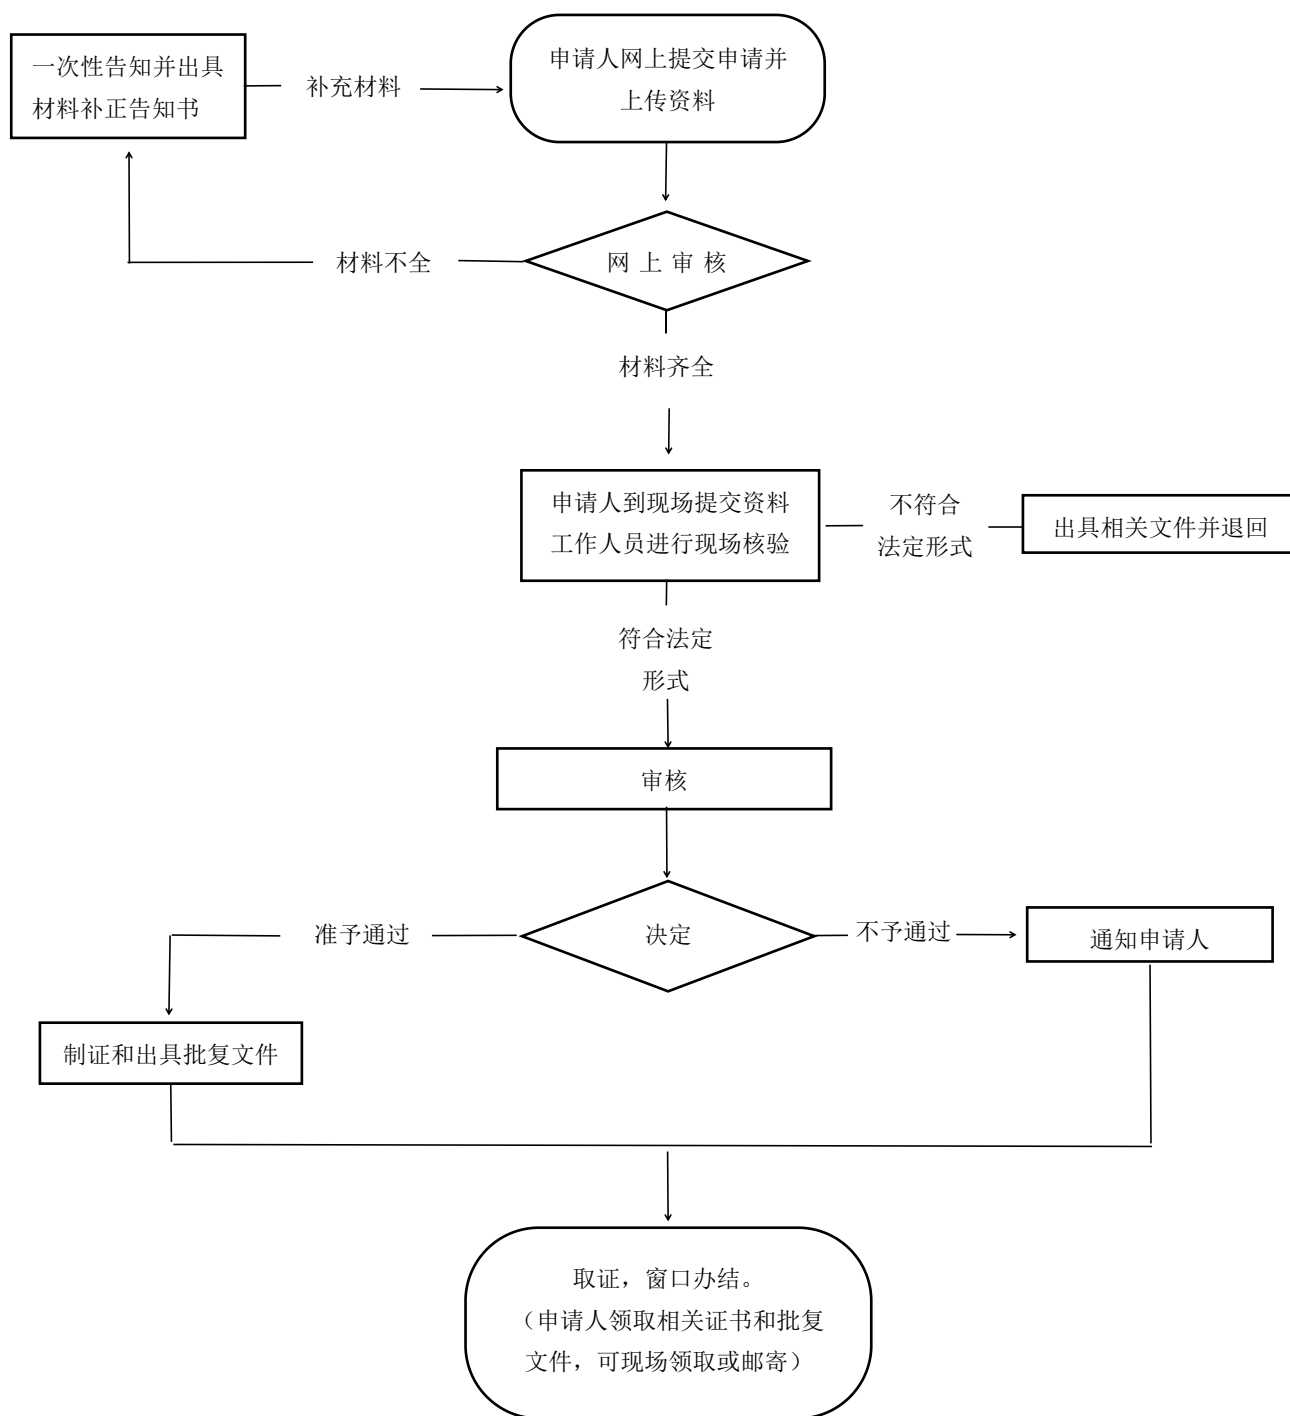 一次性告知并出具
材料补正告知书
补充材料
申请人网上提交申请并
上传资料
材料不全
网上审核
材料齐全
申请人到现场提交资料
工作人员进行现场核验
不符合
法定形式
出具相关文件并退回
符合法定
形式
审核
准予通过
决定
不予通过
通知申请人
制证和出具批复文件
取证，窗口办结。
（申请人领取相关证书和批复
文件，可现场领取或邮寄）